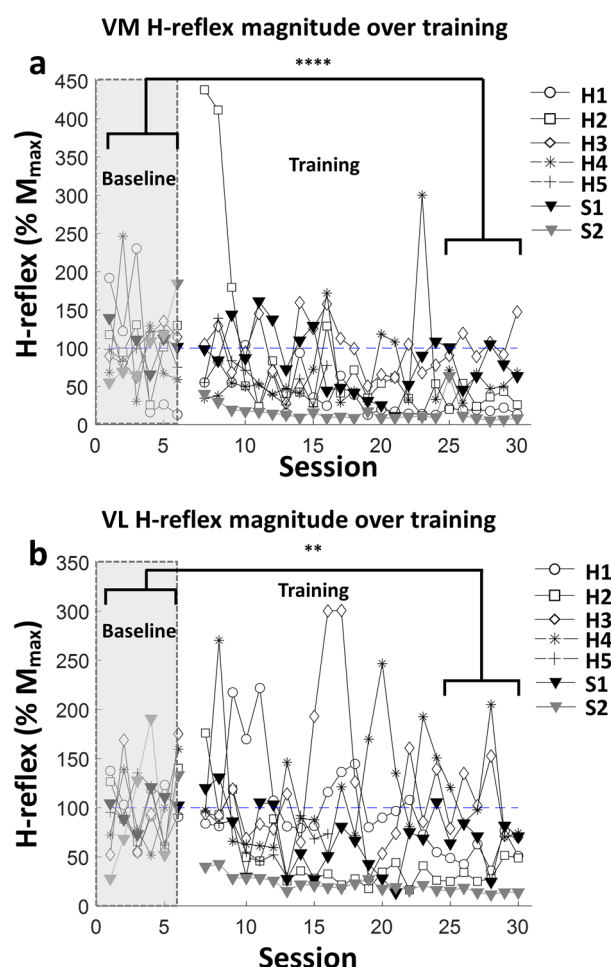 VM H-reflex magnitude over training
a
****
450
400
350
300
250
200
150
100
50
0
H-reflex (% Mmax)
Baseline
Training
H1
H2
H3
H4
H5
S1
S2
0 5 10 15 20 25 30
Session
VL H-reflex magnitude over training
b
**
350
300
250
200
150
100
50
0
H-reflex (% Mmax)
Training
Baseline
H1
H2
H3
H4
H5
S1
S2
0 5 10 15 20 25 30
Session